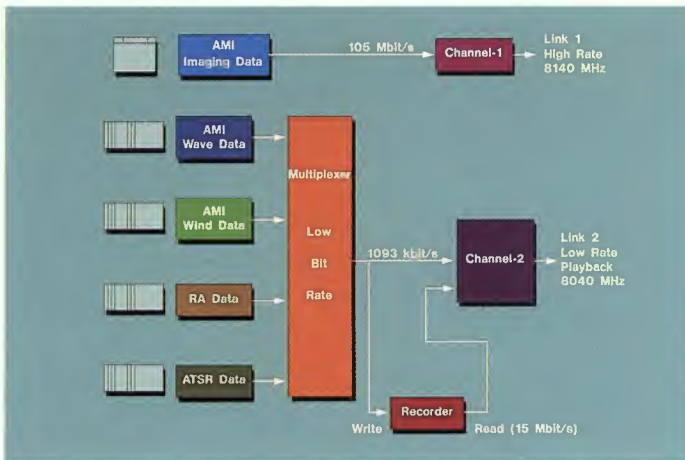 AMI
Imaging Data
105 Mbit/s
Channel-1
Link 1
High Rate
8140 MHz
AMI
Wave Data
AMI
Wind Data
RA Data
ATSR Data
Multiplexer
Low
Bit
Rate
1093 kbit/s
Channel-2
Link 2
Low Rate
Playback
8040 MHz
Write
Recorder
Read (15 Mbit/s)